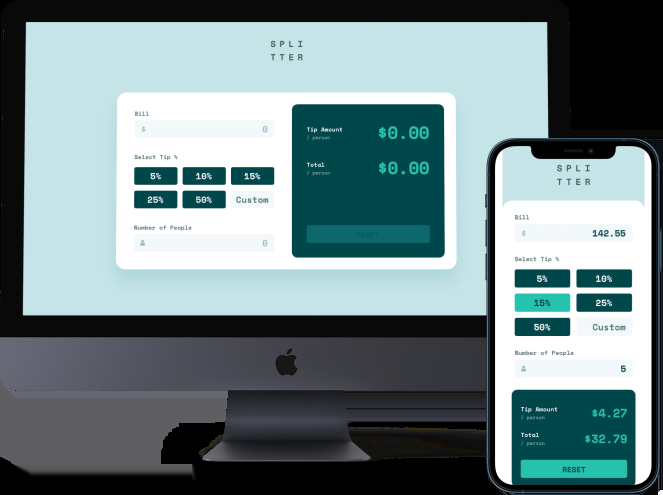 SPLI
TTER
Bill
$ 0
Select Tip %
5% 10% 15%
25% 50% Custom
Number of People
0
Tip Amount
/ person
$0.00
Total
/ person
$0.00
RESET
SPLI
TTER
Bill
$ 142.55
Select Tip %
5% 10%
15% 25%
50% Custom
Number of People
5
Tip Amount
/ person
$4.27
Total
/ person
$32.79
RESET